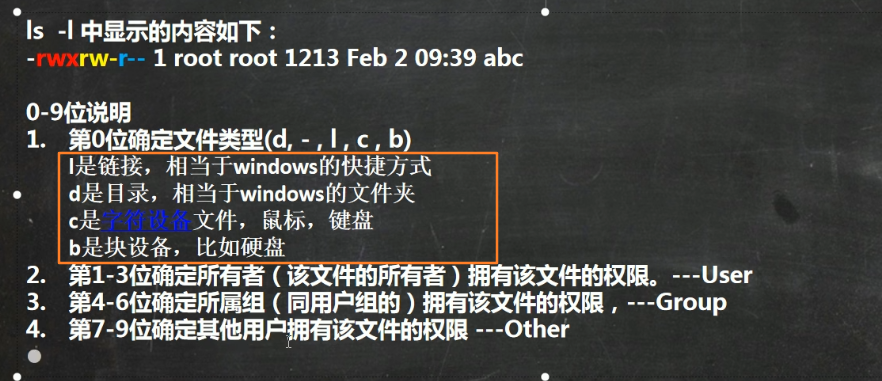 ls -l 中显示的内容如下：
-rwxrw-r-- 1 root root 1213 Feb 2 09:39 abc
0-9位说明
1. 第0位确定文件类型(d, - , l , c , b)
l是链接，相当于windows的快捷方式
d是目录，相当于windows的文件夹
c是字符设备文件，鼠标，键盘
b是块设备，比如硬盘
2. 第1-3位确定所有者（该文件的所有者）拥有该文件的权限。---User
3. 第4-6位确定所属组（同用户组的）拥有该文件的权限，---Group
4. 第7-9位确定其他用户拥有该文件的权限 ---Other